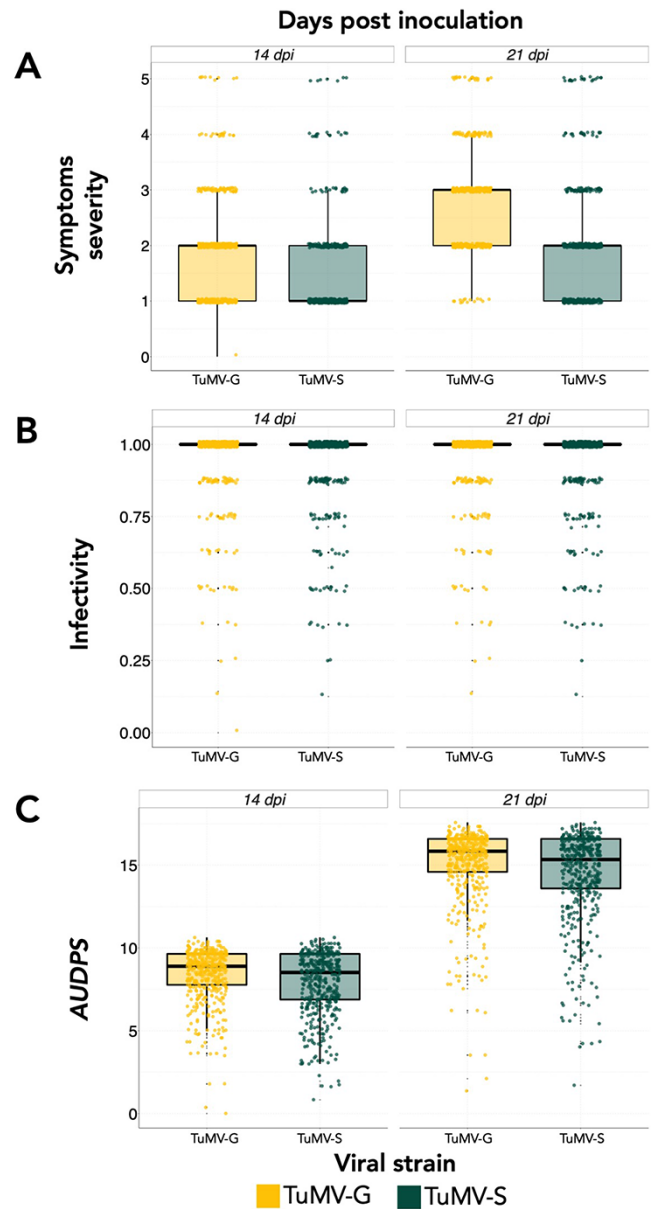 Days post inoculation
A
14 dpi
21 dpi
Symptoms
severity
5
4
3
2
1
0
TuMV-G
TuMV-S
TuMV-G
TuMV-S
B
14 dpi
21 dpi
Infectivity
1.00
0.75
0.50
0.25
0.00
TuMV-G
TuMV-S
TuMV-G
TuMV-S
C
14 dpi
21 dpi
AUDPS
15
10
5
0
TuMV-G
TuMV-S
TuMV-G
TuMV-S
Viral strain
TuMV-G TuMV-S